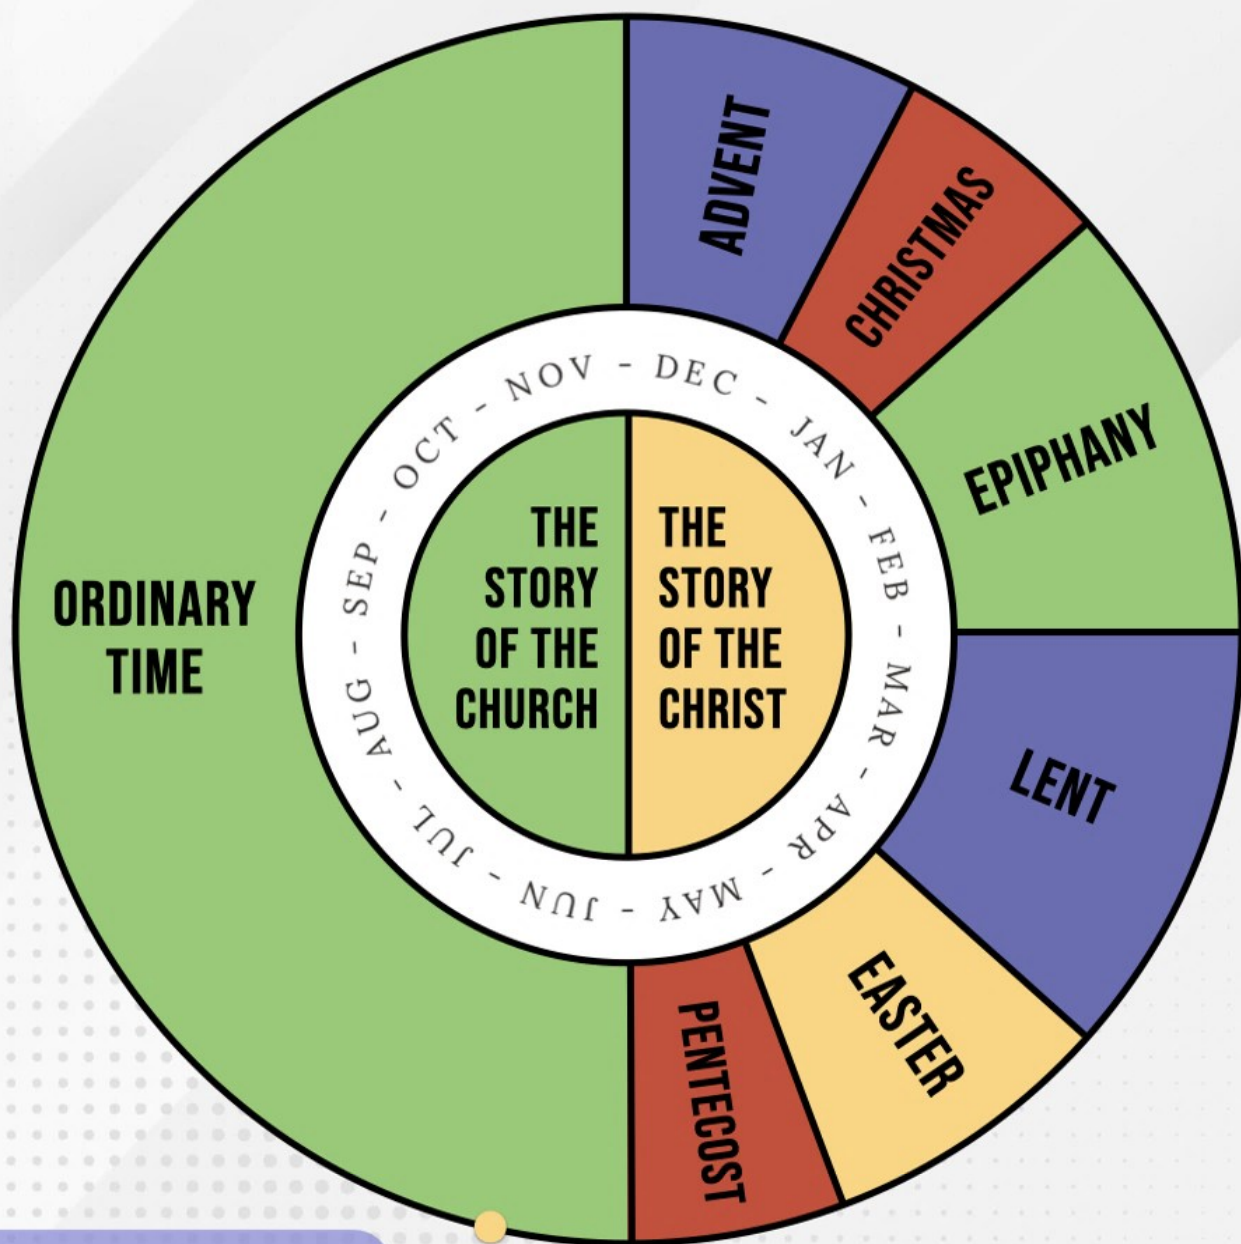 ADVENT
CHRISTMAS
EPIPHANY
LENT
EASTER
PENTECOST
ORDINARY
TIME
DEC - JAN - FEB - MAR - APR - MAY - JUN - JUL - AUG - SEP - OCT - NOV -
THE
STORY
OF THE
CHURCH
THE
STORY
OF THE
CHRIST